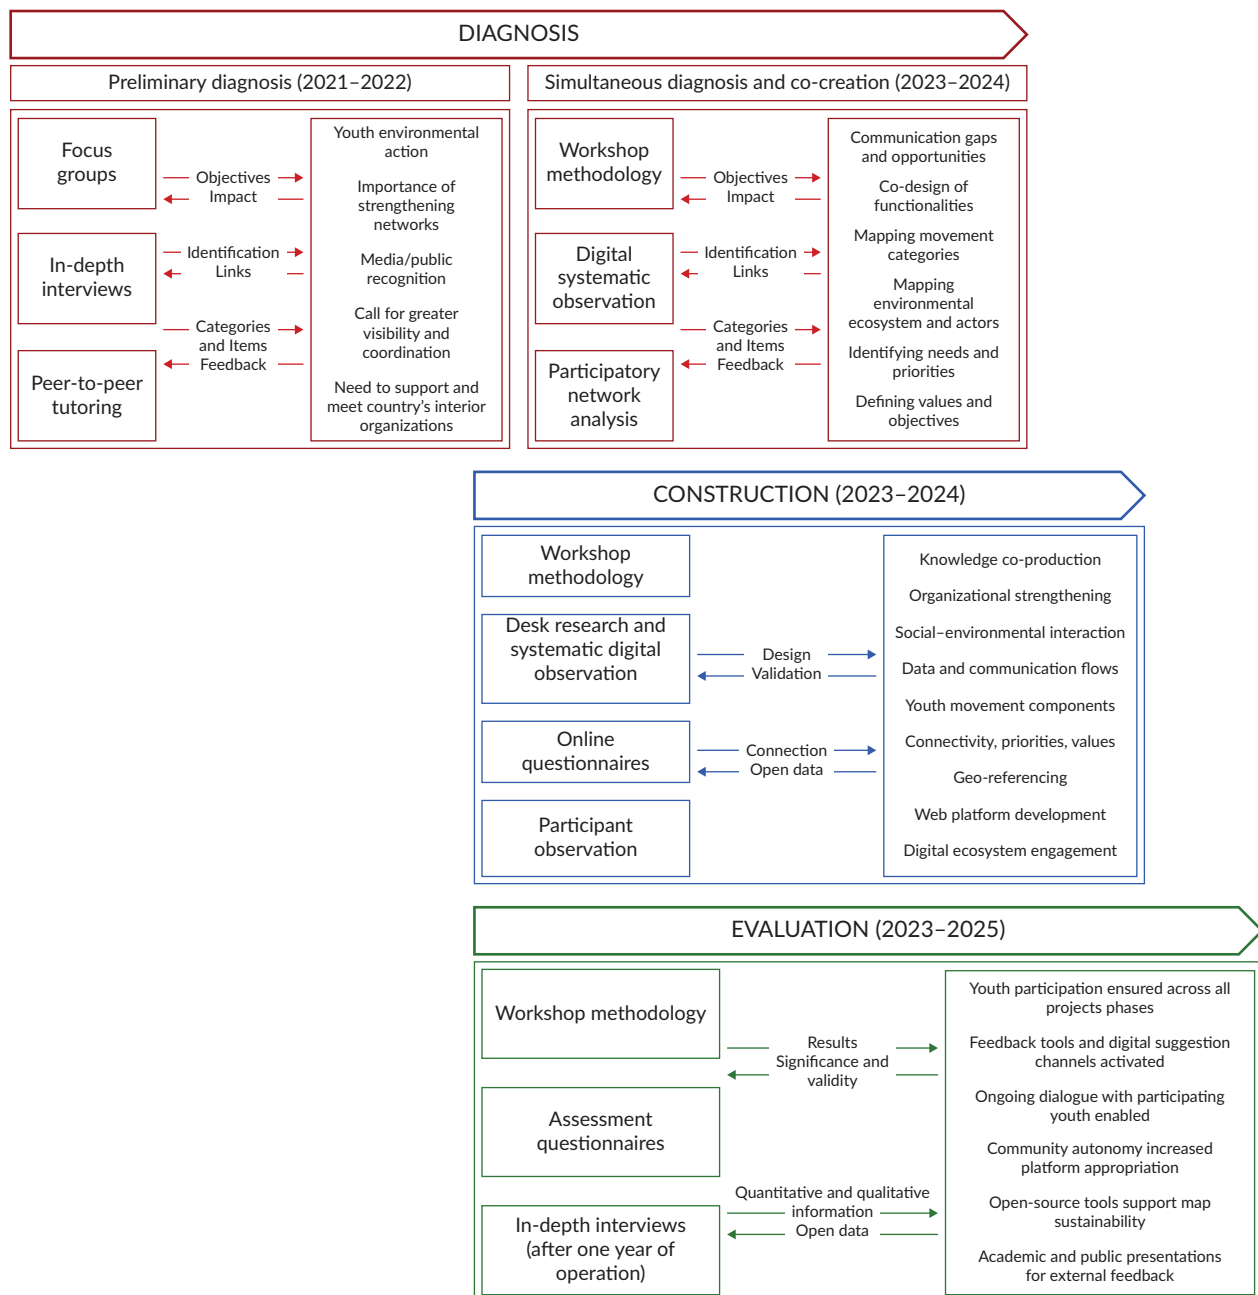 DIAGNOSIS
Preliminary diagnosis (2021–2022)
Focus
groups
In-depth
interviews
Peer-to-peer
tutoring
Objectives
Impact
Identification
Links
Categories
and Items
Feedback
Youth environmental
action
Importance of
strengthening
networks
Media/public
recognition
Call for greater
visibility and
coordination
Need to support and
meet country's interior
organizations
Simultaneous diagnosis and co-creation (2023–2024)
Workshop
methodology
Digital
systematic
observation
Participatory
network
analysis
Objectives
Impact
Identification
Links
Categories
and Items
Feedback
Communication gaps
and opportunities
Co-design of
functionalities
Mapping movement
categories
Mapping
environmental
ecosystem and actors
Identifying needs and
priorities
Defining values and
objectives
CONSTRUCTION (2023–2024)
Workshop
methodology
Desk research and
systematic digital
observation
Online
questionnaires
Participant
observation
Design
Validation
Connection
Open data
Knowledge co-production
Organizational strengthening
Social–environmental interaction
Data and communication flows
Youth movement components
Connectivity, priorities, values
Geo-referencing
Web platform development
Digital ecosystem engagement
EVALUATION (2023–2025)
Workshop methodology
Assessment
questionnaires
In-depth interviews
(after one year of
operation)
Results
Significance and
validity
Quantitative and qualitative
information
Open data
Youth participation ensured across all
projects phases
Feedback tools and digital suggestion
channels activated
Ongoing dialogue with participating
youth enabled
Community autonomy increased
platform appropriation
Open-source tools support map
sustainability
Academic and public presentations
for external feedback